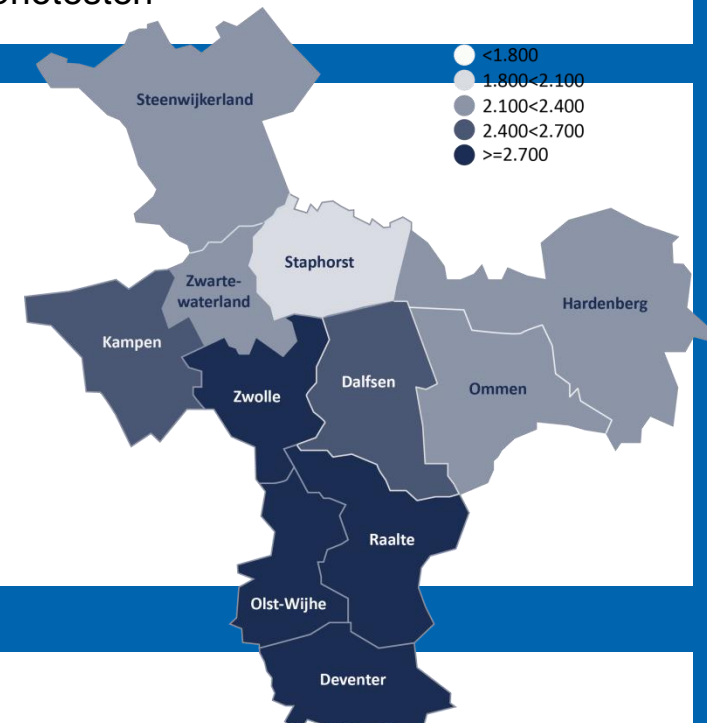 <1.800
1.800<2.100
2.100<2.400
2.400<2.700
>=2.700
Steenwijkerland
Staphorst
Zwarte-
waterland
Hardenberg
Kampen
Zwolle
Dalfsen
Ommen
Raalte
Olst-Wijhe
Deventer